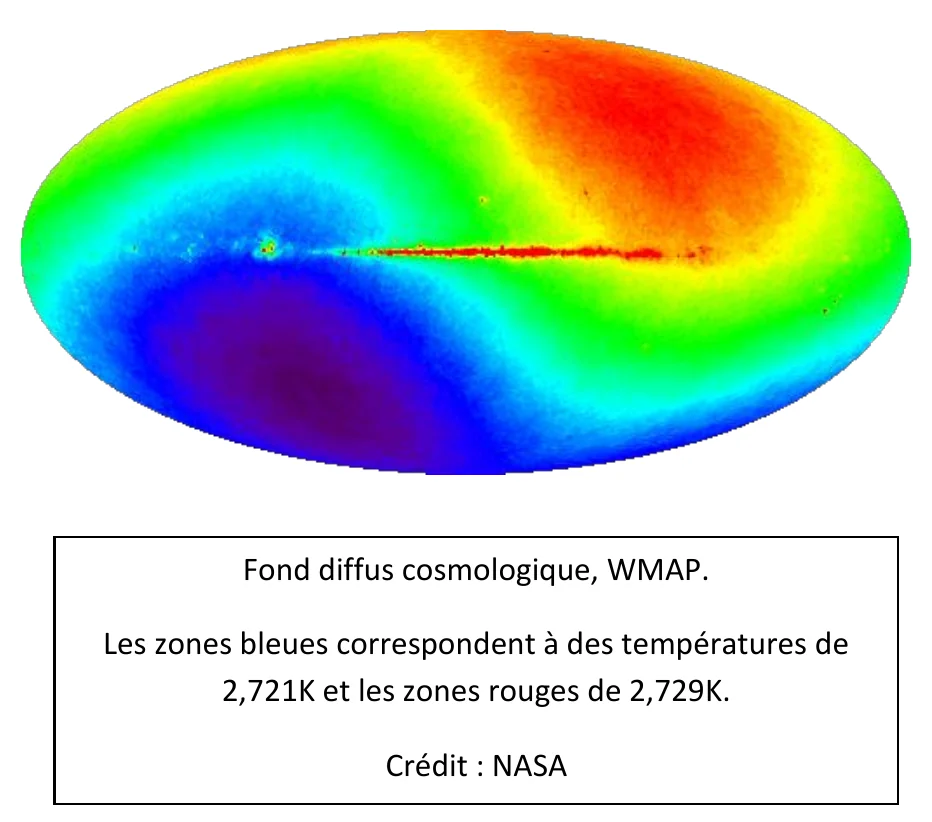 Fond diffus cosmologique, WMAP.
Les zones bleues correspondent à des températures de
2,721K et les zones rouges de 2,729K.
Crédit : NASA